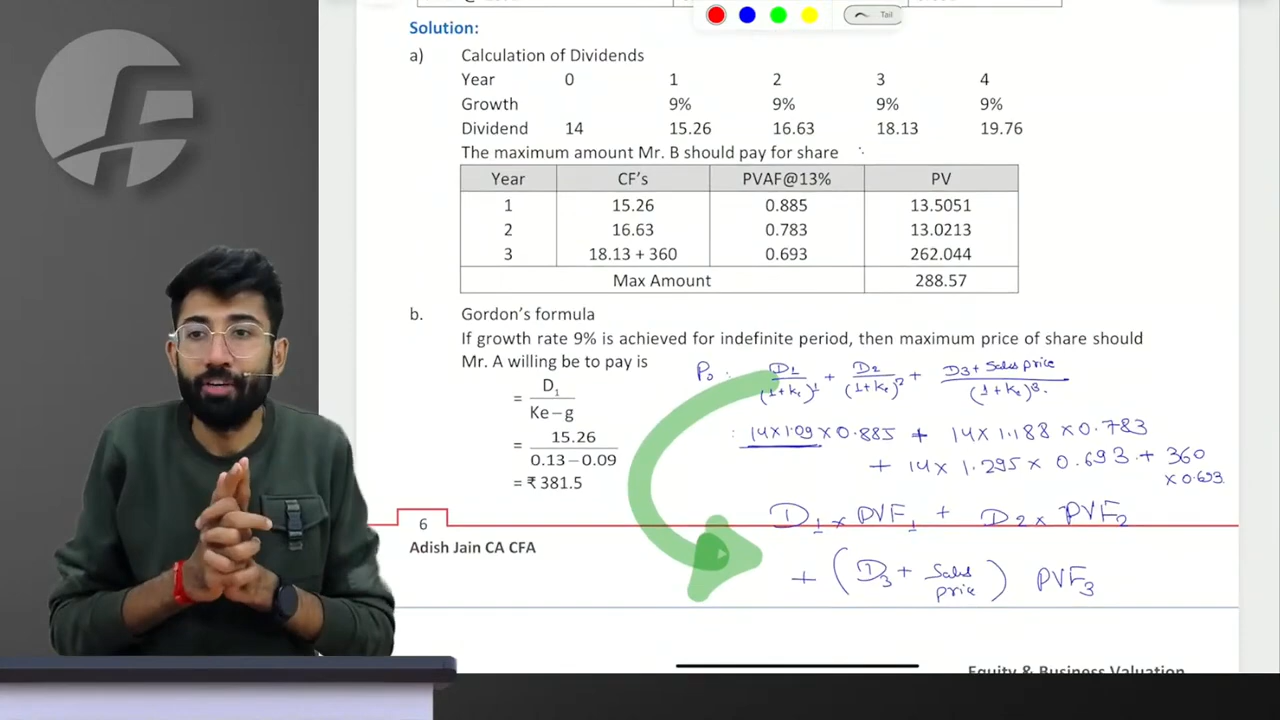 Tail
Solution:
a) Calculation of Dividends
Year 0 1 2 3 4
Growth 9% 9% 9% 9%
Dividend 14 15.26 16.63 18.13 19.76
The maximum amount Mr. B should pay for share
Year CF's PVAF@13% PV
1 15.26 0.885 13.5051
2 16.63 0.783 13.0213
3 18.13 + 360 0.693 262.044
Max Amount 288.57
b. Gordon's formula
If growth rate 9% is achieved for indefinite period, then maximum price of share should
Mr. A willing be to pay is
= D1 / Ke – g
= 15.26 / 0.13 – 0.09
= ₹ 381.5
P0 : D1/(1+ke)^1 + D2/(1+ke)^2 + D3 + Sales price/(1+ke)^3.
: 14 x 1.09 x 0.885 + 14 x 1.188 x 0.783
+ 14 x 1.295 x 0.693 + 360
x 0.693
D1 x PVF1 + D2 x PVF2
+ (D3 + Sales price) PVF3
6
Adish Jain CA CFA
Equity & Business Valuation